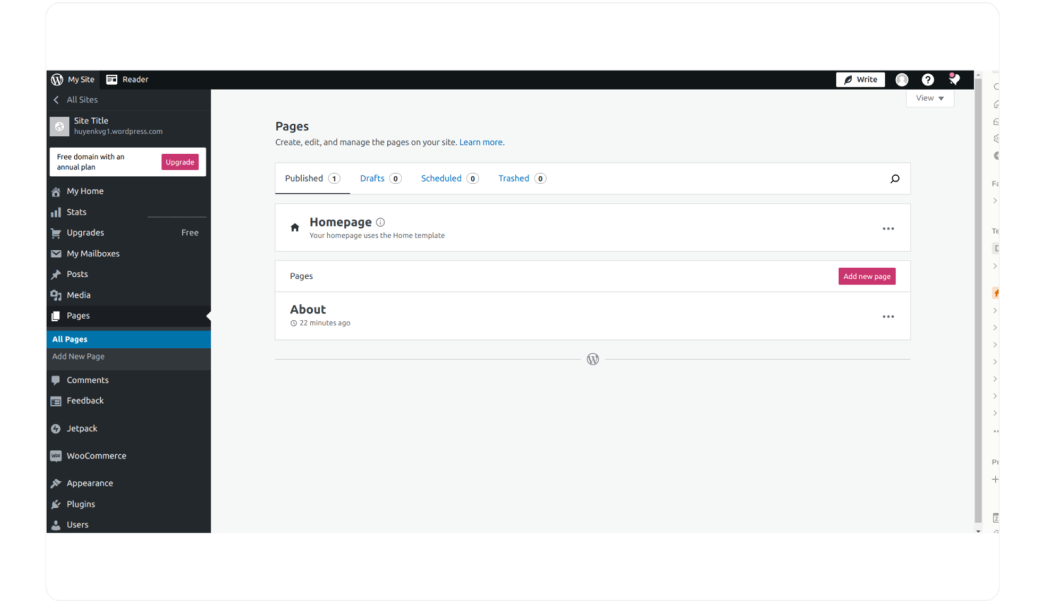 My Site Reader Write
All Sites
View
Site Title
huyenkvg1.wordpress.com
Free domain with an
annual plan
Upgrade
My Home
Stats
Upgrades Free
My Mailboxes
Posts
Media
Pages
All Pages
Add New Page
Comments
Feedback
Jetpack
WooCommerce
Appearance
Plugins
Users
Pages
Create, edit, and manage the pages on your site. Learn more.
Published 1 Drafts 0 Scheduled 0 Trashed 0
Homepage
Your homepage uses the Home template
Pages Add new page
About
22 minutes ago